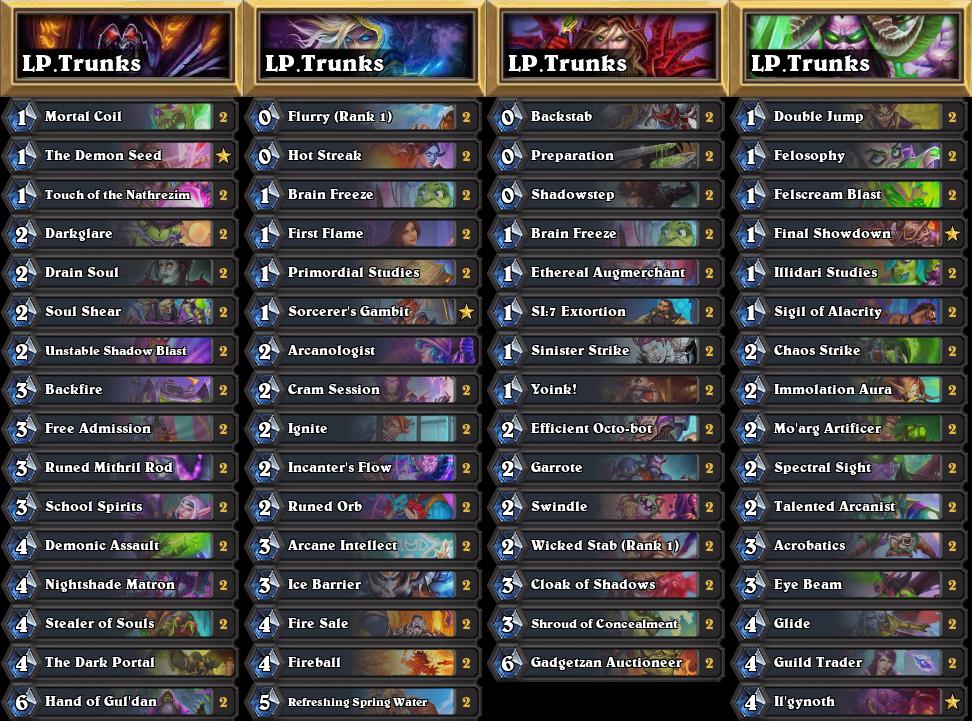 LP.Trunks
1 Mortal Coil 2
1 The Demon Seed
1 Touch of the Nathrezim 2
2 Darkglare 2
2 Drain Soul 2
2 Soul Shear 2
2 Unstable Shadow Blast 2
3 Backfire 2
3 Free Admission 2
3 Runed Mithril Rod 2
3 School Spirits 2
4 Demonic Assault 2
4 Nightshade Matron 2
4 Stealer of Souls 2
4 The Dark Portal 2
6 Hand of Gul'dan 2
LP.Trunks
0 Flurry (Rank 1) 2
0 Hot Streak 2
1 Brain Freeze 2
1 First Flame 2
1 Primordial Studies 2
1 Sorcerer's Gambit
2 Arcanologist 2
2 Cram Session 2
2 Ignite 2
2 Incanter's Flow 2
2 Runed Orb 2
3 Arcane Intellect 2
3 Ice Barrier 2
4 Fire Sale 2
4 Fireball 2
5 Refreshing Spring Water 2
LP.Trunks
0 Backstab 2
0 Preparation 2
0 Shadowstep 2
1 Brain Freeze 2
1 Ethereal Augmerchant 2
1 SI:7 Extortion 2
1 Sinister Strike 2
1 Yoink! 2
2 Efficient Octo-bot 2
2 Garrote 2
2 Swindle 2
2 Wicked Stab (Rank 1) 2
3 Cloak of Shadows 2
3 Shroud of Concealment 2
6 Gadgetzan Auctioneer 2
LP.Trunks
1 Double Jump 2
1 Felosophy 2
1 Felscream Blast 2
1 Final Showdown
1 Illidari Studies 2
1 Sigil of Alacrity 2
2 Chaos Strike 2
2 Immolation Aura 2
2 Mo'arg Artificer 2
2 Spectral Sight 2
2 Talented Arcanist 2
3 Acrobatics 2
3 Eye Beam 2
4 Glide 2
4 Guild Trader 2
4 Il'gynoth